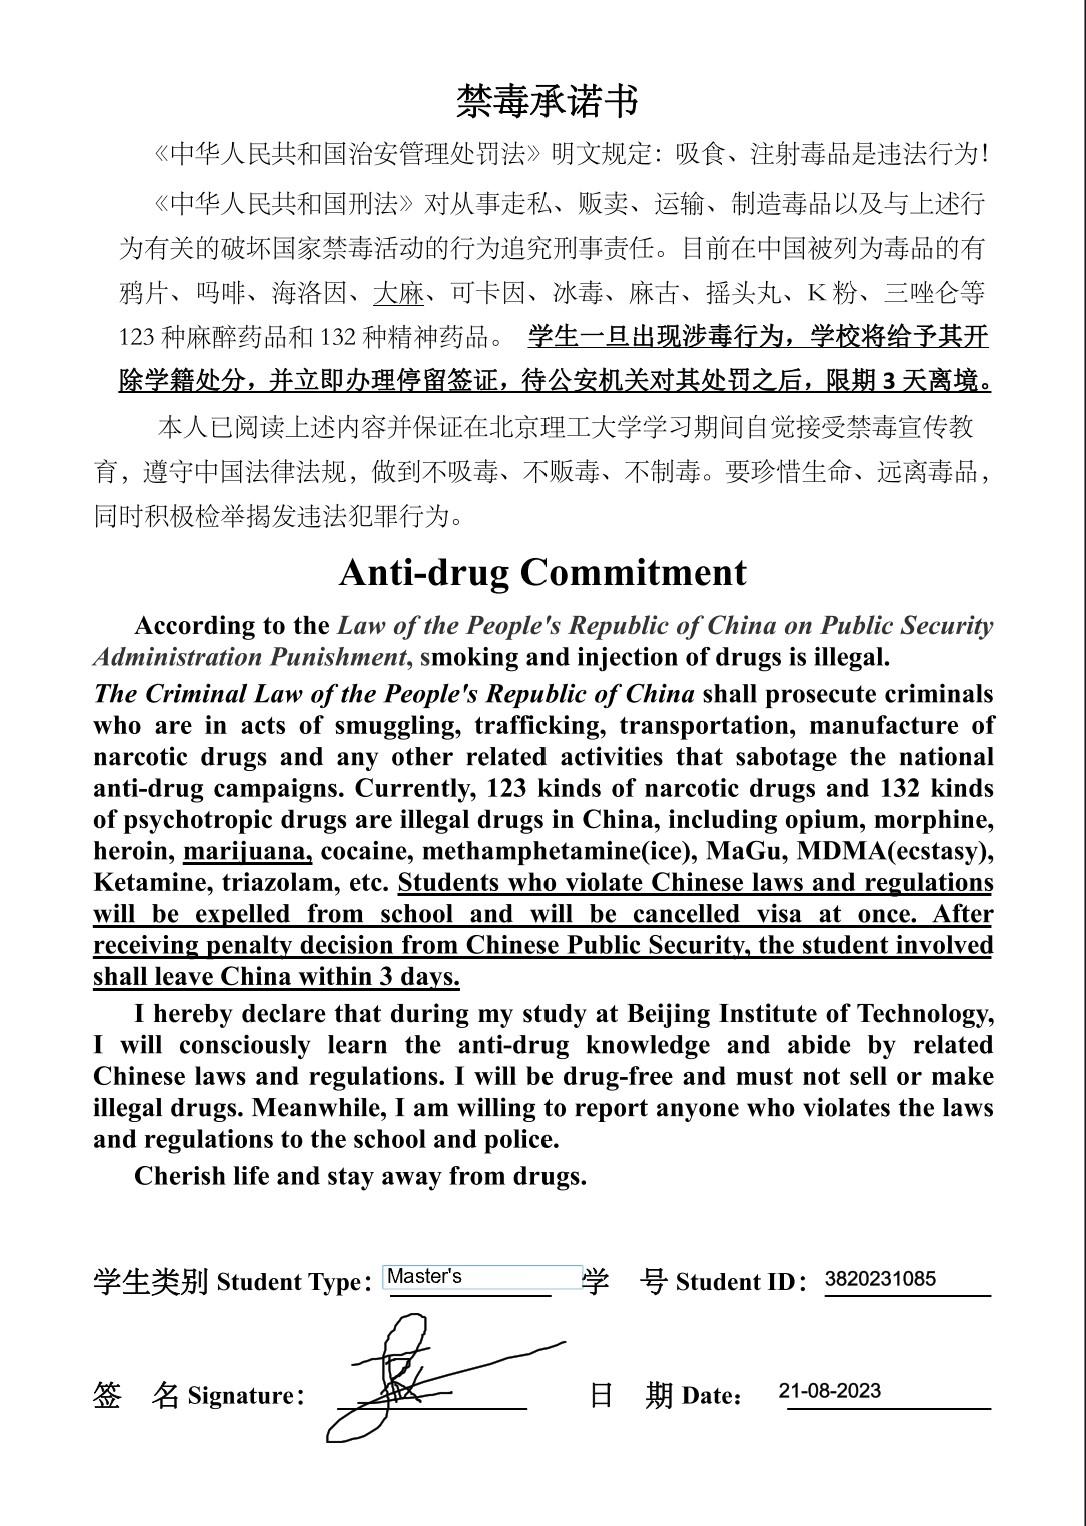 禁毒承诺书
《中华人民共和国治安管理处罚法》明文规定：吸食、注射毒品是违法行为！
《中华人民共和国刑法》对从事走私、贩卖、运输、制造毒品以及与上述行
为有关的破坏国家禁毒活动的行为追究刑事责任。目前在中国被列为毒品的有
鸦片、吗啡、海洛因、大麻、可卡因、冰毒、麻古、摇头丸、K 粉、三唑仑等
123 种麻醉药品和 132 种精神药品。 学生一旦出现涉毒行为，学校将给予其开
除学籍处分，并立即办理停留签证，待公安机关对其处罚之后，限期 3 天离境。
本人已阅读上述内容并保证在北京理工大学学习期间自觉接受禁毒宣传教
育，遵守中国法律法规，做到不吸毒、不贩毒、不制毒。要珍惜生命、远离毒品，
同时积极检举揭发违法犯罪行为。
Anti-drug Commitment
According to the Law of the People's Republic of China on Public Security
Administration Punishment, smoking and injection of drugs is illegal.
The Criminal Law of the People's Republic of China shall prosecute criminals
who are in acts of smuggling, trafficking, transportation, manufacture of
narcotic drugs and any other related activities that sabotage the national
anti-drug campaigns. Currently, 123 kinds of narcotic drugs and 132 kinds
of psychotropic drugs are illegal drugs in China, including opium, morphine,
heroin, marijuana, cocaine, methamphetamine(ice), MaGu, MDMA(ecstasy),
Ketamine, triazolam, etc. Students who violate Chinese laws and regulations
will be expelled from school and will be cancelled visa at once. After
receiving penalty decision from Chinese Public Security, the student involved
shall leave China within 3 days.
I hereby declare that during my study at Beijing Institute of Technology,
I will consciously learn the anti-drug knowledge and abide by related
Chinese laws and regulations. I will be drug-free and must not sell or make
illegal drugs. Meanwhile, I am willing to report anyone who violates the laws
and regulations to the school and police.
Cherish life and stay away from drugs.
学生类别 Student Type： Master's 学 号 Student ID： 3820231085
签 名 Signature： 日 期 Date： 21-08-2023